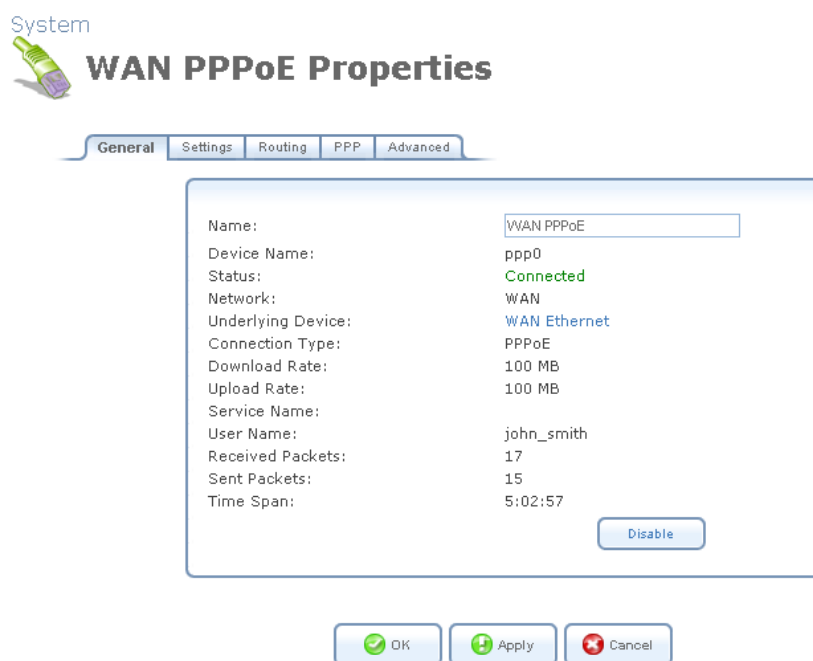 System
WAN PPPoE Properties
General Settings Routing PPP Advanced
Name: WAN PPPoE
Device Name: ppp0
Status: Connected
Network: WAN
Underlying Device: WAN Ethernet
Connection Type: PPPoE
Download Rate: 100 MB
Upload Rate: 100 MB
Service Name:
User Name: john_smith
Received Packets: 17
Sent Packets: 15
Time Span: 5:02:57
Disable
OK Apply Cancel